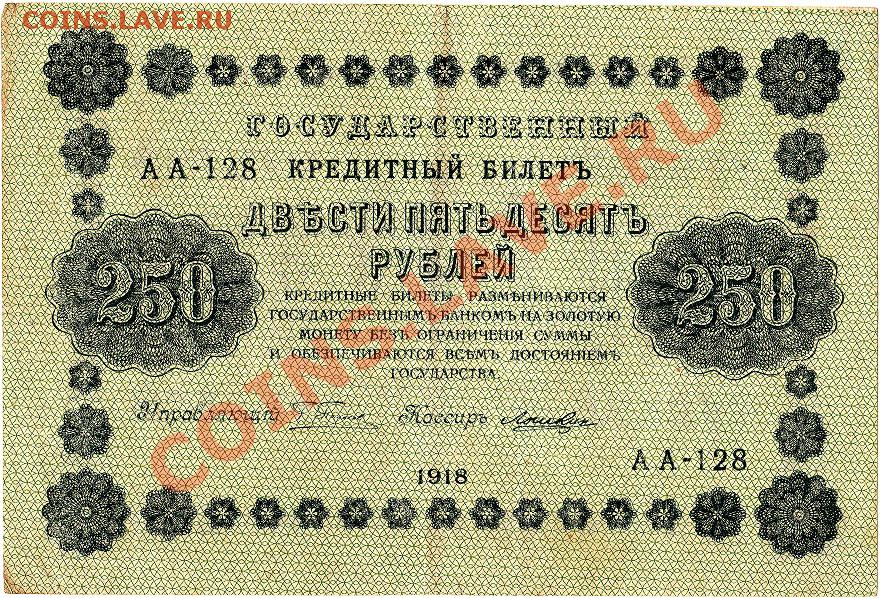 COINS.LAVE.RU
ГОСУДАРСТВЕННЫЙ
АА-128 КРЕДИТНЫЙ БИЛЕТЪ
ДВѢСТИ ПЯТЬДЕСЯТЪ
РУБЛЕЙ
250
250
КРЕДИТНЫЕ БИЛЕТЫ РАЗМѢНИВАЮТСЯ
ГОСУДАРСТВЕННЫМЪ БАНКОМЪ НА ЗОЛОТУЮ
МОНЕТУ БЕЗЪ ОГРАНИЧЕНІЯ СУММЫ
И ОБЕЗПЕЧИВАЮТСЯ ВСѢМЪ ДОСТОЯНІЕМЪ
ГОСУДАРСТВА.
Управляющій Кассиръ
АА-128
1918
COINS.LAVE.RU